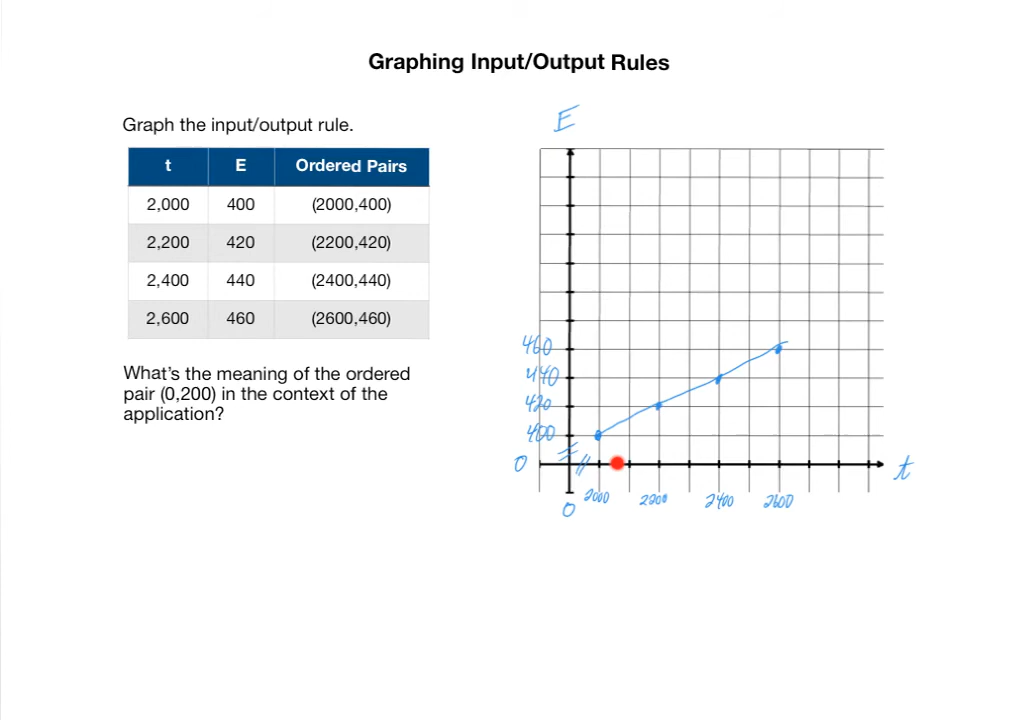 Graphing Input/Output Rules
Graph the input/output rule.
t E Ordered Pairs
2,000 400 (2000,400)
2,200 420 (2200,420)
2,400 440 (2400,440)
2,600 460 (2600,460)
What's the meaning of the ordered
pair (0,200) in the context of the
application?
E
460
440
420
400
0
t
2000 2200 2400 2600
0